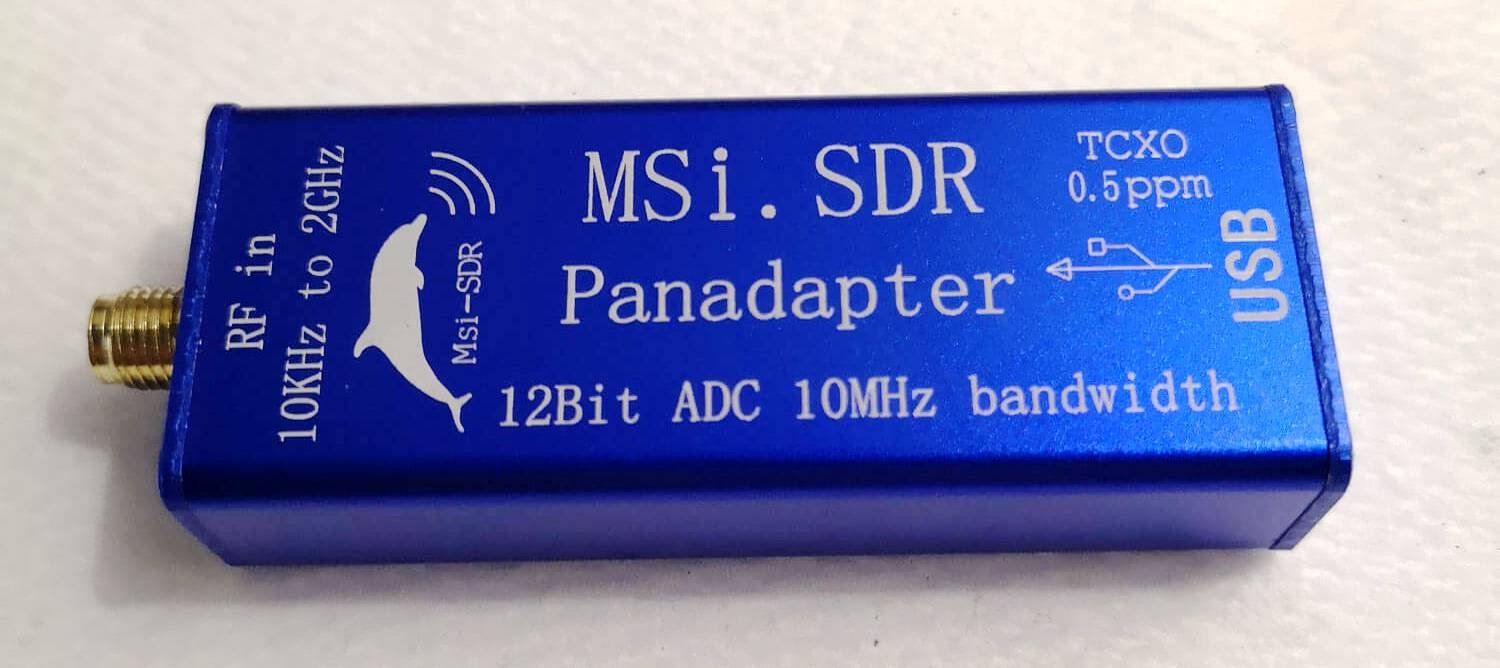 RF in
10KHz to 2GHz
Msi-SDR
MSi.SDR
Panadapter
12Bit ADC 10MHz bandwidth
TCXO
0.5ppm
USB